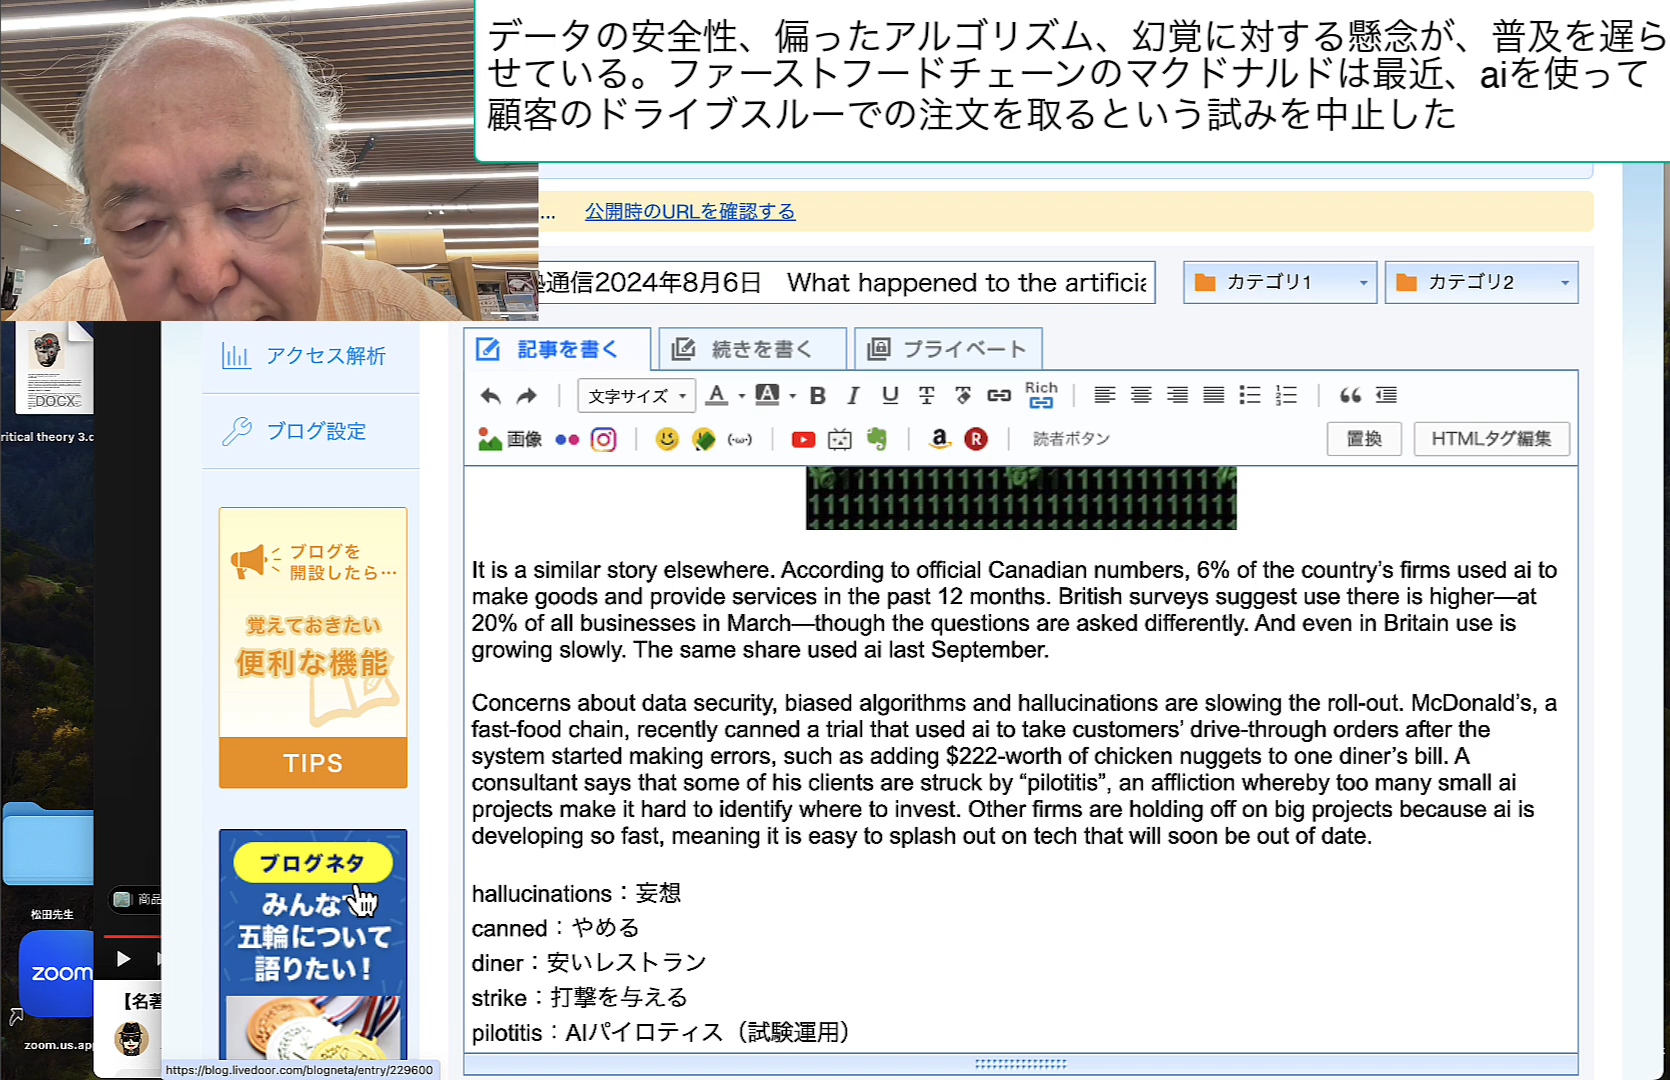 データの安全性、偏ったアルゴリズム、幻覚に対する懸念が、普及を遅ら
せている。ファーストフードチェーンのマクドナルドは最近、aiを使って
顧客のドライブスルーでの注文を取るという試みを中止した
... 公開時のURLを確認する
通信2024年8月6日　What happened to the artificia
カテゴリ1
カテゴリ2
アクセス解析
ブログ設定
記事を書く
続きを書く
プライベート
文字サイズ
Rich
画像
読者ボタン
置換
HTMLタグ編集
DOCX
ritical theory 3.c
ブログを
開設したら…
覚えておきたい
便利な機能
TIPS
It is a similar story elsewhere. According to official Canadian numbers, 6% of the country’s firms used ai to
make goods and provide services in the past 12 months. British surveys suggest use there is higher—at
20% of all businesses in March—though the questions are asked differently. And even in Britain use is
growing slowly. The same share used ai last September.
Concerns about data security, biased algorithms and hallucinations are slowing the roll-out. McDonald’s, a
fast-food chain, recently canned a trial that used ai to take customers’ drive-through orders after the
system started making errors, such as adding $222-worth of chicken nuggets to one diner’s bill. A
consultant says that some of his clients are struck by “pilotitis”, an affliction whereby too many small ai
projects make it hard to identify where to invest. Other firms are holding off on big projects because ai is
developing so fast, meaning it is easy to splash out on tech that will soon be out of date.
hallucinations：妄想
canned：やめる
diner：安いレストラン
strike：打撃を与える
pilotitis：AIパイロティス（試験運用）
ブログネタ
みんなで
五輪について
語りたい！
商品
松田先生
zoom
【名著
zoom.us.app
https://blog.livedoor.com/blogneta/entry/229600